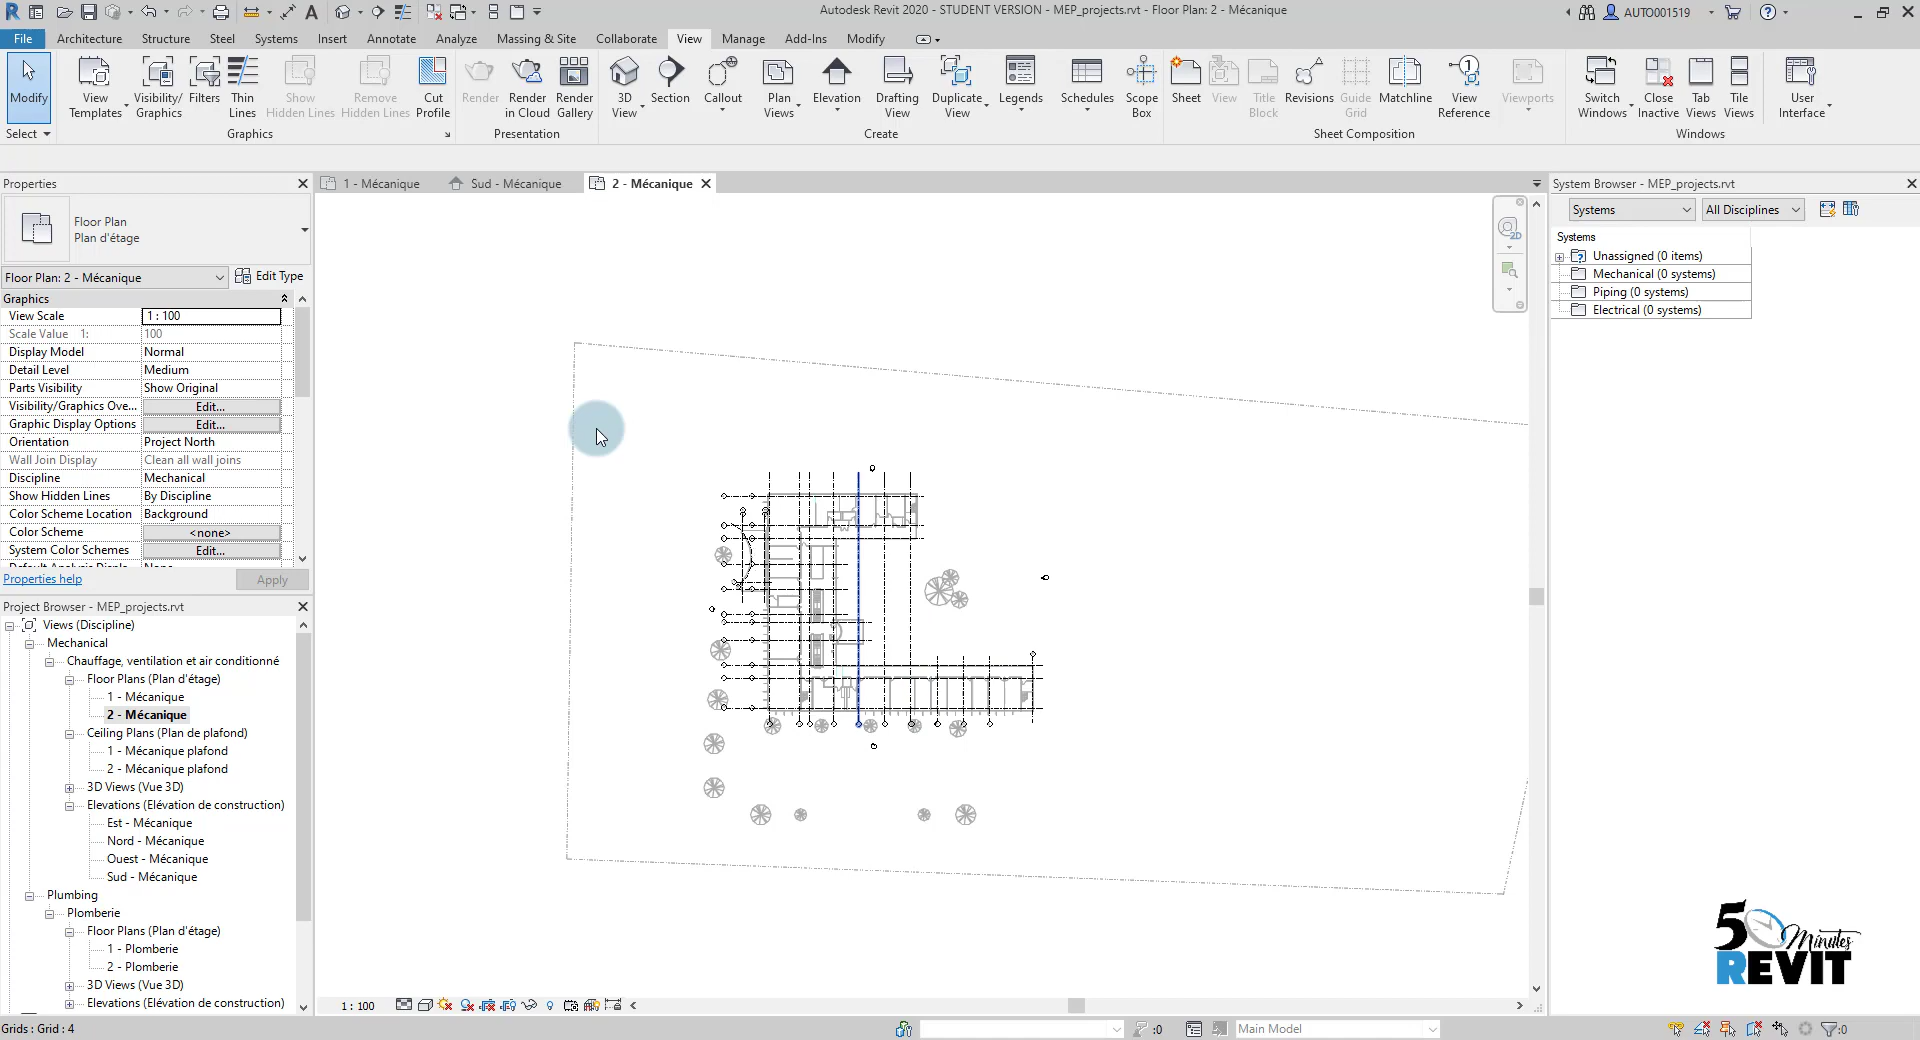 Autodesk Revit 2020 - STUDENT VERSION - MEP_projects.rvt - Floor Plan: 2 - Mécanique
AUTO001519
File Architecture Structure Steel Systems Insert Annotate Analyze Massing & Site Collaborate View Manage Add-Ins Modify
Modify
View Templates
Visibility/ Graphics
Filters
Thin Lines
Show Hidden Lines
Remove Hidden Lines
Cut Profile
Render
Render in Cloud
Render Gallery
3D View
Section
Callout
Plan Views
Elevation
Drafting View
Duplicate View
Legends
Schedules
Scope Box
Sheet
View
Title Block
Revisions
Guide Grid
Matchline
View Reference
Viewports
Switch Windows
Close Inactive
Tab Views
Tile Views
User Interface
Select Graphics Presentation Create Sheet Composition Windows
Properties
1 - Mécanique Sud - Mécanique 2 - Mécanique
System Browser - MEP_projects.rvt
Floor Plan
Plan d'étage
Floor Plan: 2 - Mécanique Edit Type
Graphics
View Scale 1 : 100
Scale Value 1: 100
Display Model Normal
Detail Level Medium
Parts Visibility Show Original
Visibility/Graphics Ove... Edit...
Graphic Display Options Edit...
Orientation Project North
Wall Join Display Clean all wall joins
Discipline Mechanical
Show Hidden Lines By Discipline
Color Scheme Location Background
Color Scheme <none>
System Color Schemes Edit...
Properties help Apply
Project Browser - MEP_projects.rvt
Views (Discipline)
Mechanical
Chauffage, ventilation et air conditionné
Floor Plans (Plan d'étage)
1 - Mécanique
2 - Mécanique
Ceiling Plans (Plan de plafond)
1 - Mécanique plafond
2 - Mécanique plafond
3D Views (Vue 3D)
Elevations (Elévation de construction)
Est - Mécanique
Nord - Mécanique
Ouest - Mécanique
Sud - Mécanique
Plumbing
Plomberie
Floor Plans (Plan d'étage)
1 - Plomberie
2 - Plomberie
3D Views (Vue 3D)
Elevations (Elévation de construction)
Systems All Disciplines
Systems
Unassigned (0 items)
Mechanical (0 systems)
Piping (0 systems)
Electrical (0 systems)
2D
50 Minutes
REVIT
1 : 100
Grids : Grid : 4
:0
Main Model
:0